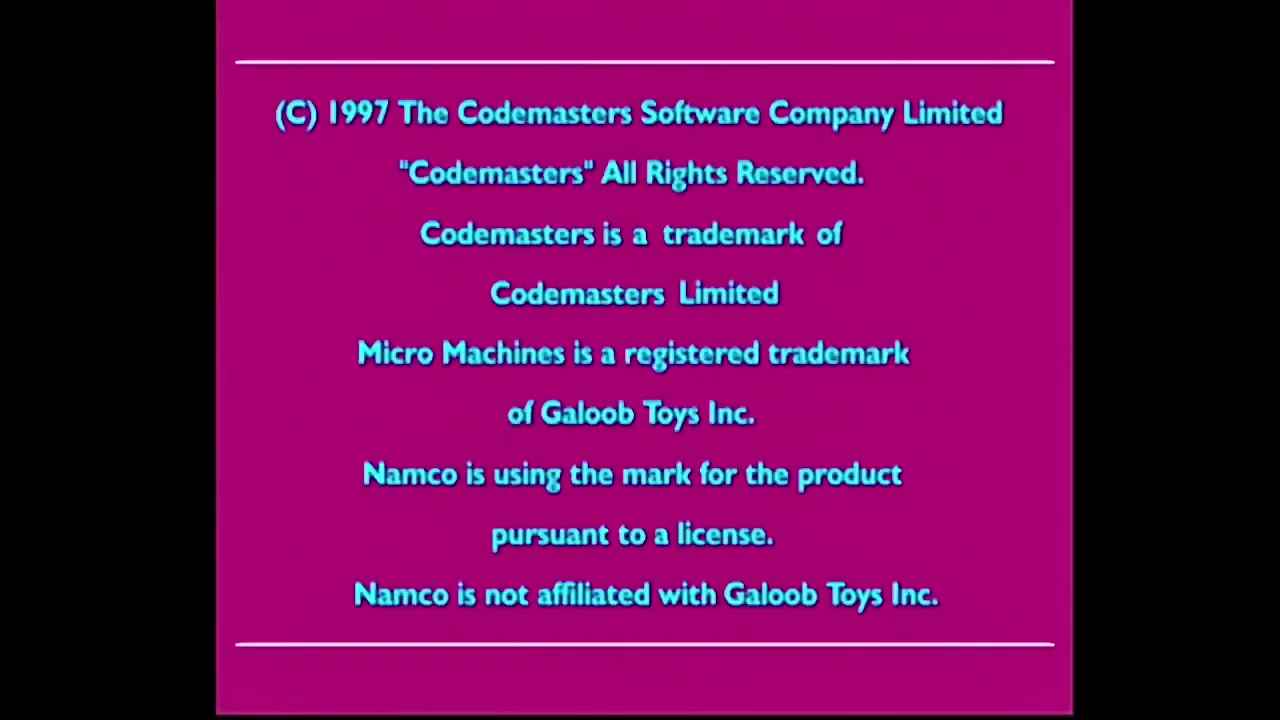 (C) 1997 The Codemasters Software Company Limited
"Codemasters" All Rights Reserved.
Codemasters is a trademark of
Codemasters Limited
Micro Machines is a registered trademark
of Galoob Toys Inc.
Namco is using the mark for the product
pursuant to a license.
Namco is not affiliated with Galoob Toys Inc.